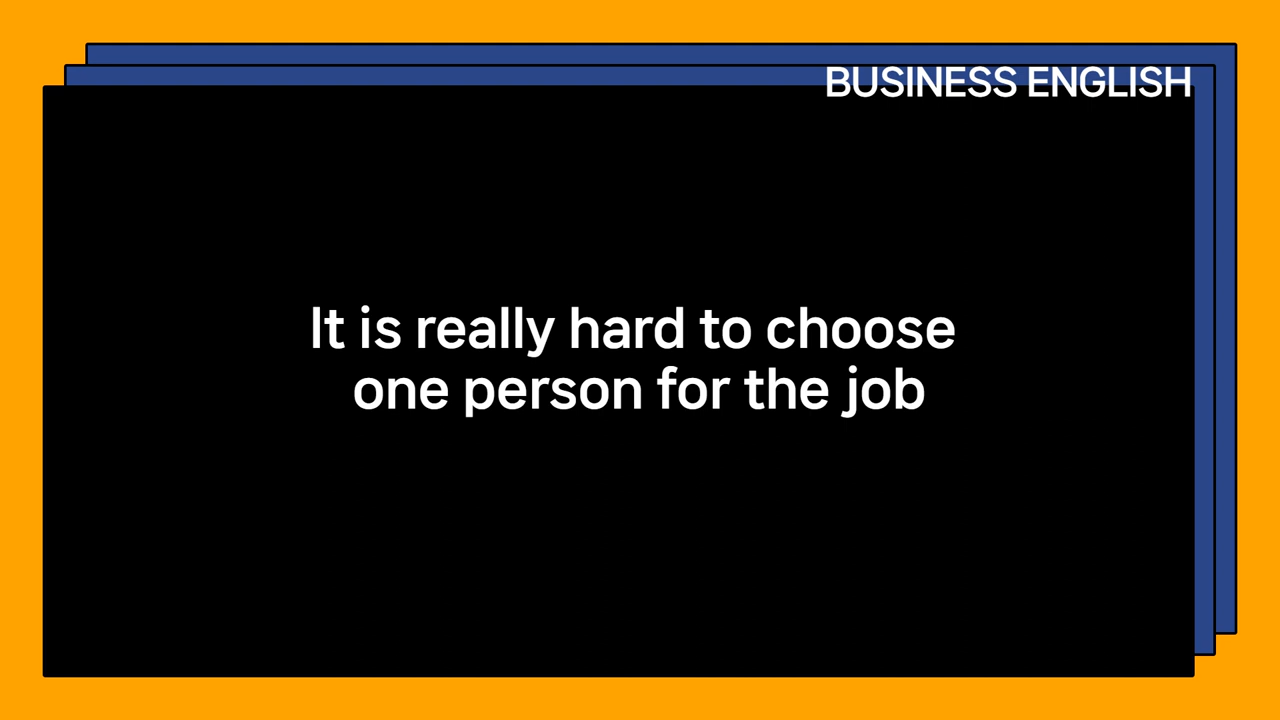 BUSINESS ENGLISH
It is really hard to choose
one person for the job